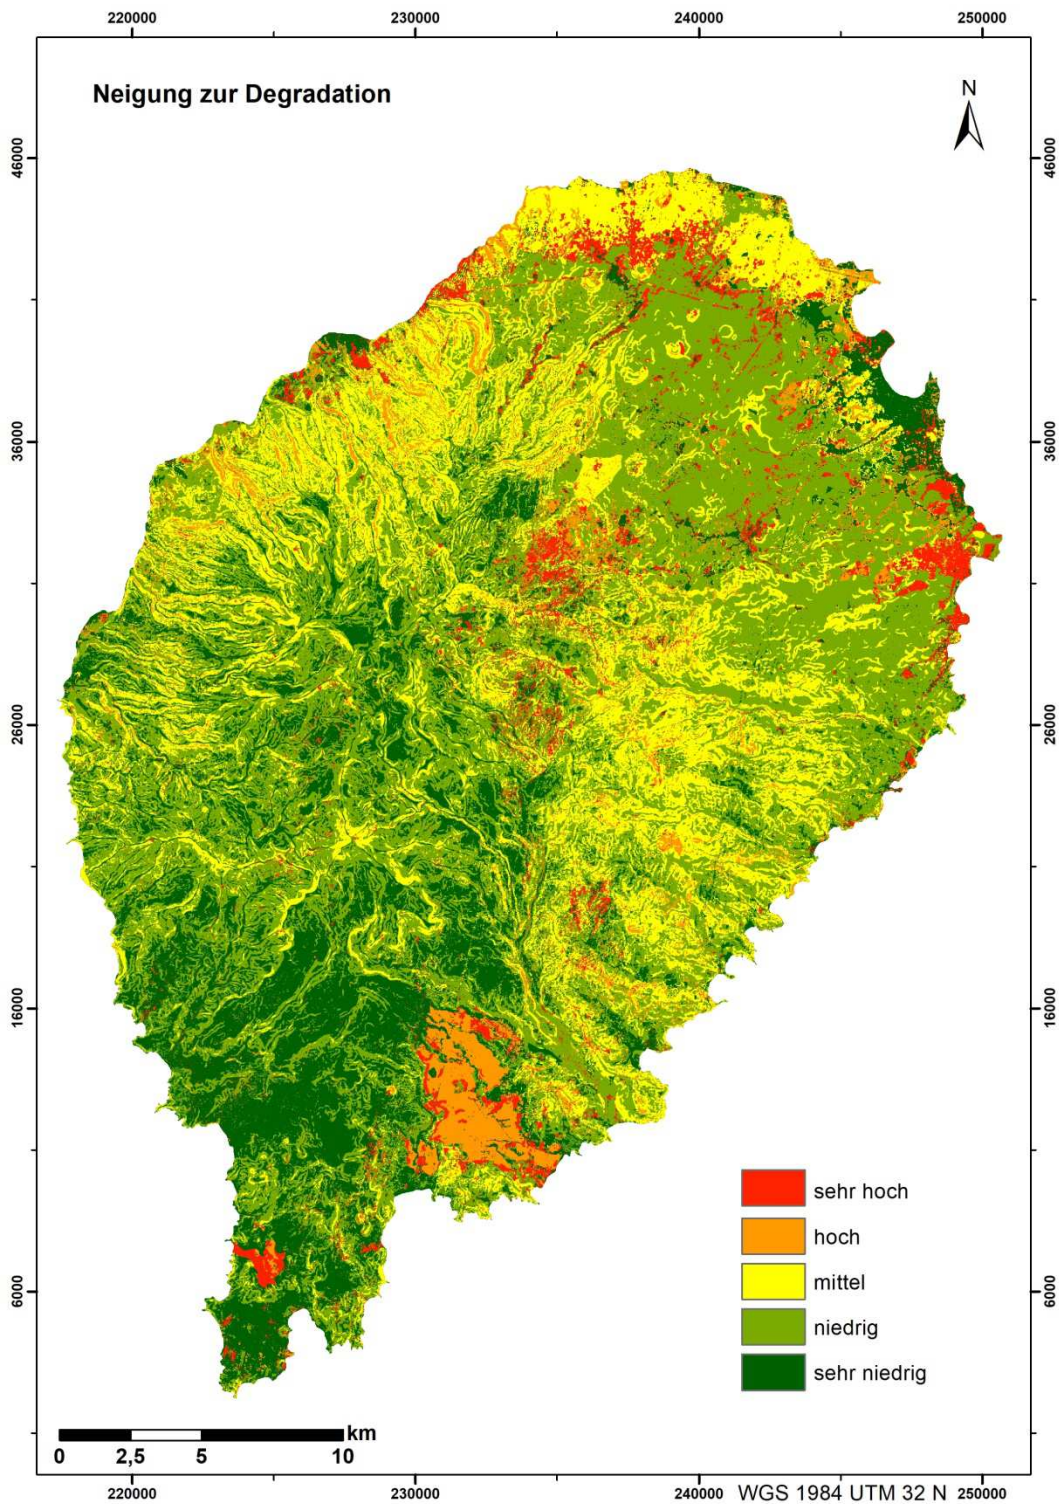 220000 230000 240000 250000
Neigung zur Degradation
N
46000 46000
36000 36000
26000 26000
16000 16000
sehr hoch
hoch
6000 mittel 6000
niedrig
sehr niedrig
km
0 2,5 5 10
220000 230000 240000 250000
WGS 1984 UTM 32 N